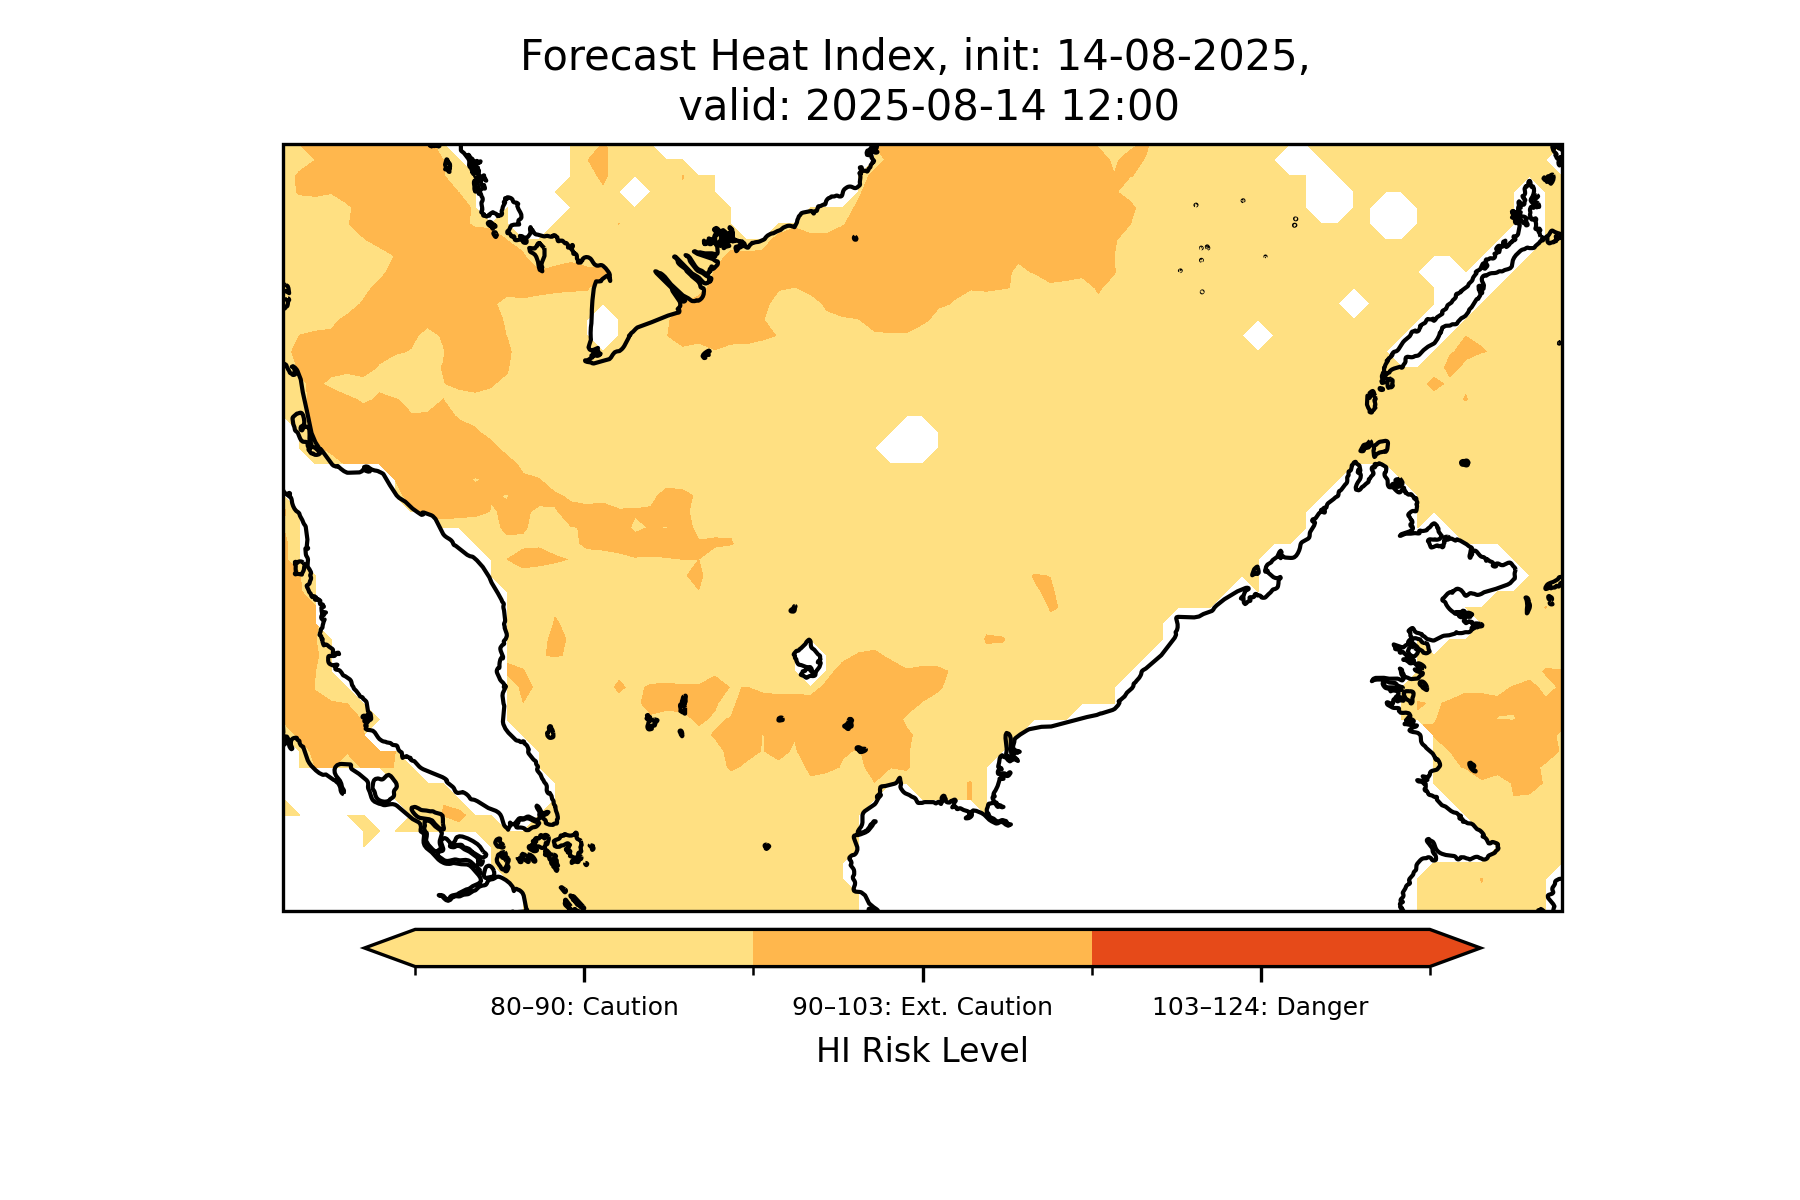 Forecast Heat Index, init: 14-08-2025,
valid: 2025-08-14 12:00
80–90: Caution
90–103: Ext. Caution
103–124: Danger
HI Risk Level